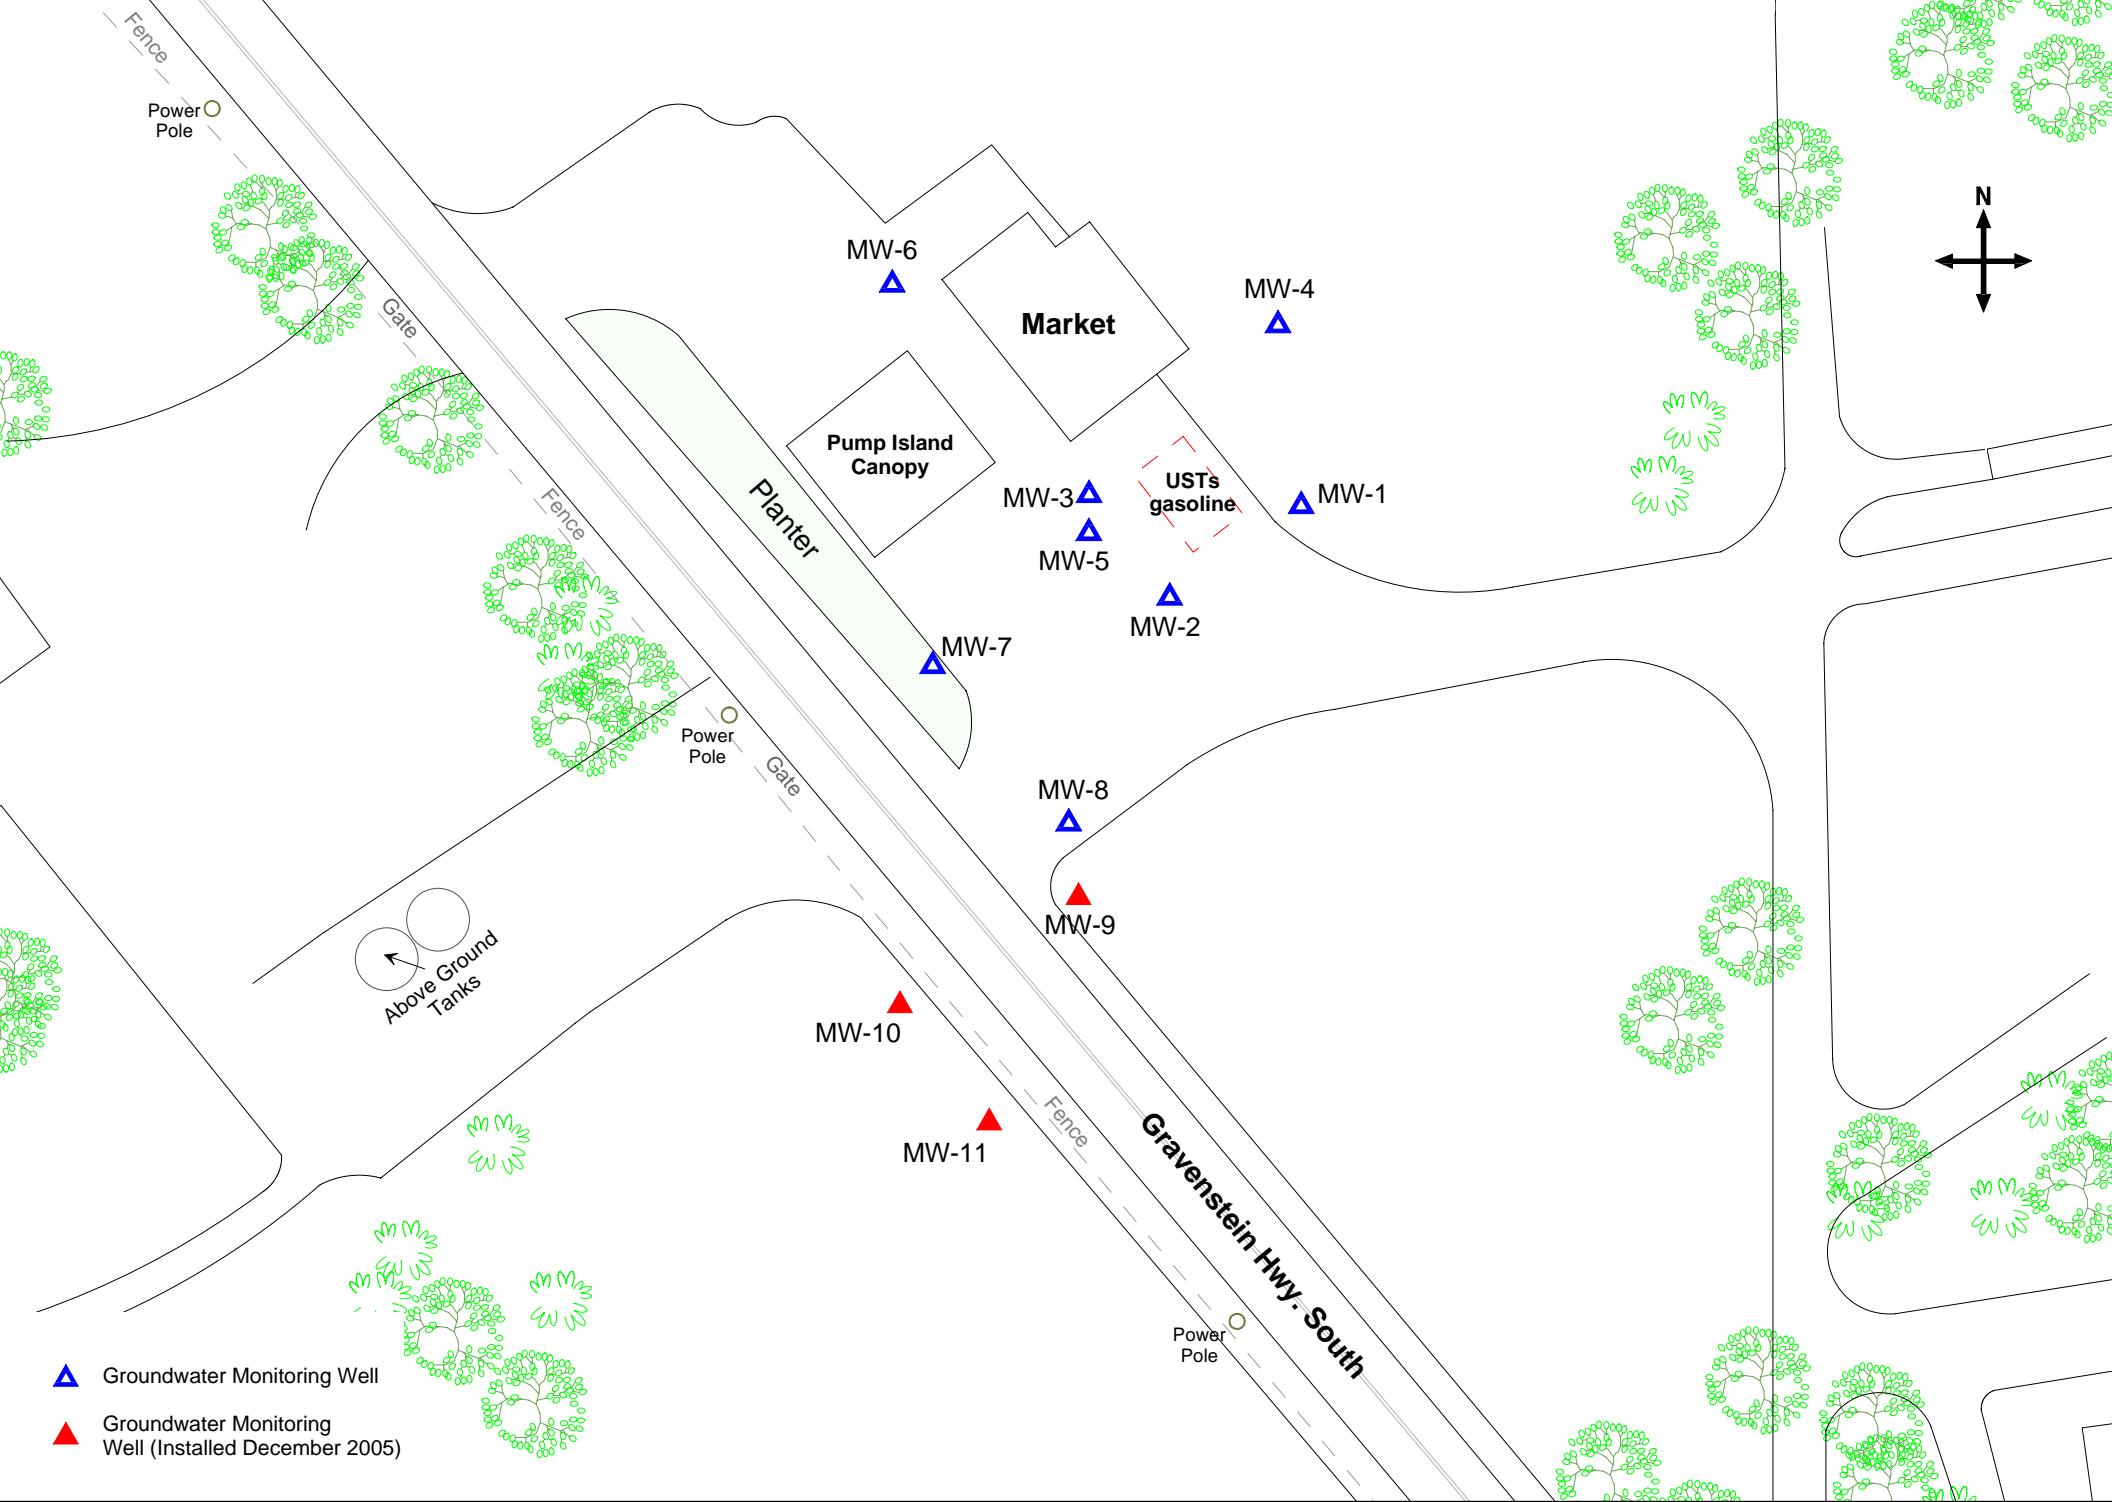 Fence
Power
Pole
N
MW-6
MW-4
Gate
Market
Pump Island
Canopy
USTs
gasoline
MW-3
MW-1
Planter
Fence
MW-5
MW-2
MW-7
Power
Pole
Gate
MW-8
MW-9
Above Ground
Tanks
MW-10
Fence
MW-11
Gravenstein Hwy. South
Power
Pole
Groundwater Monitoring Well
Groundwater Monitoring
Well (Installed December 2005)